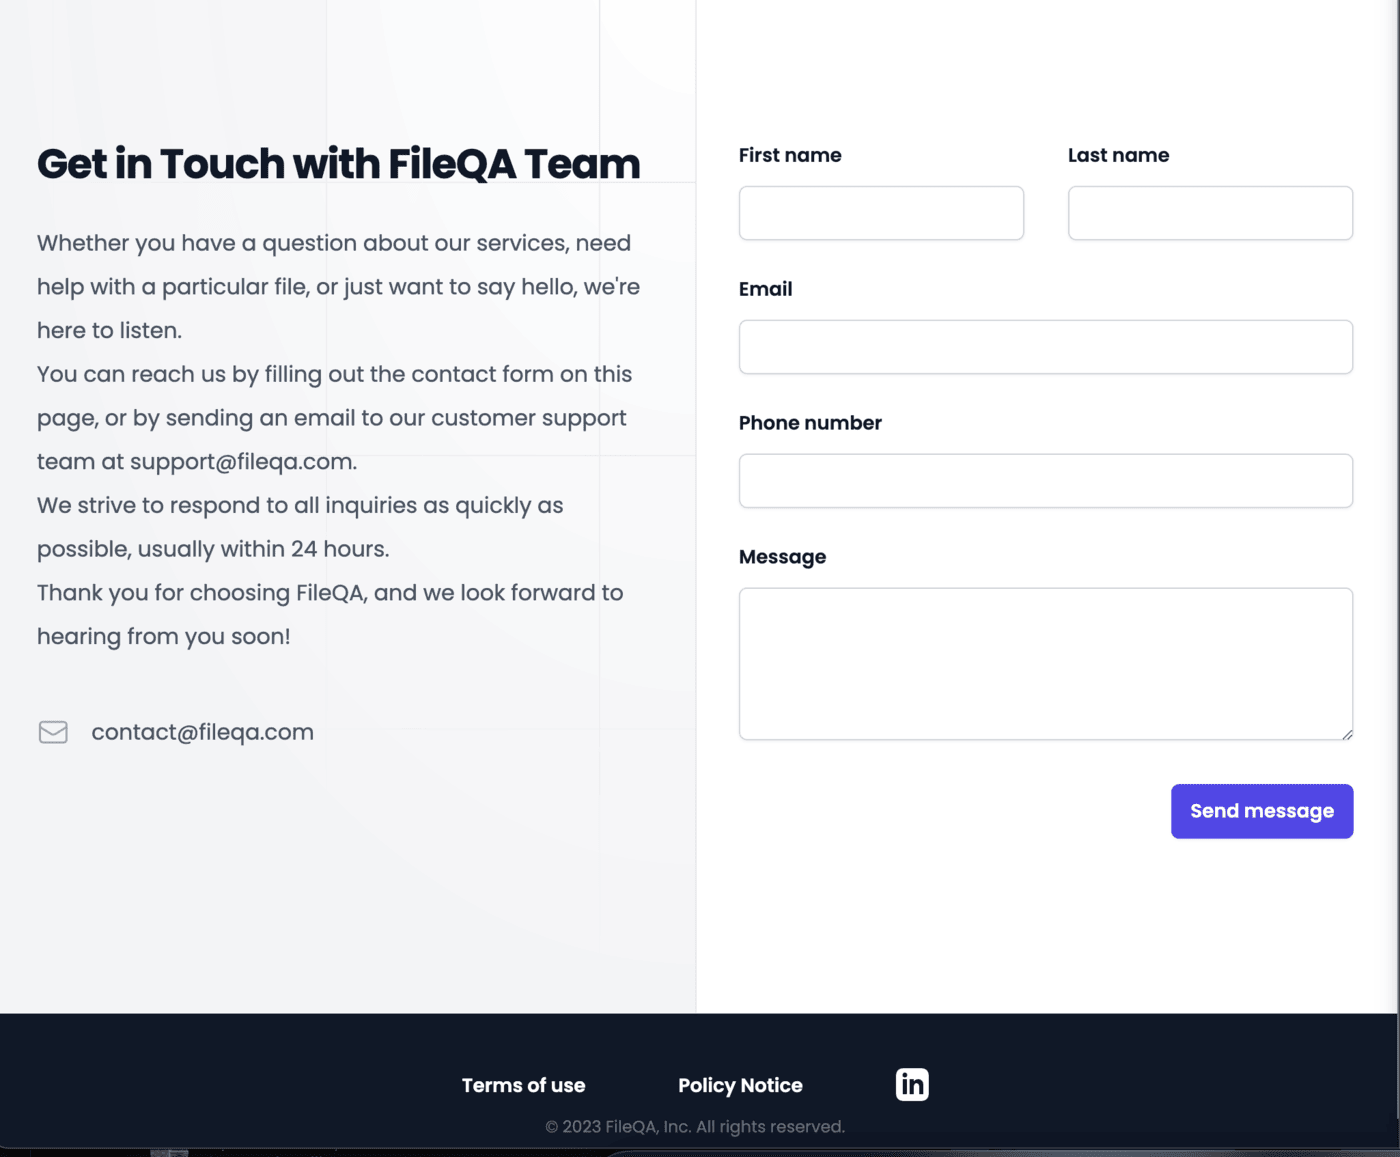 Get in Touch with FileQA Team
Whether you have a question about our services, need
help with a particular file, or just want to say hello, we're
here to listen.
You can reach us by filling out the contact form on this
page, or by sending an email to our customer support
team at support@fileqa.com.
We strive to respond to all inquiries as quickly as
possible, usually within 24 hours.
Thank you for choosing FileQA, and we look forward to
hearing from you soon!
contact@fileqa.com
First name
Last name
Email
Phone number
Message
Send message
Terms of use
Policy Notice
in
© 2023 FileQA, Inc. All rights reserved.